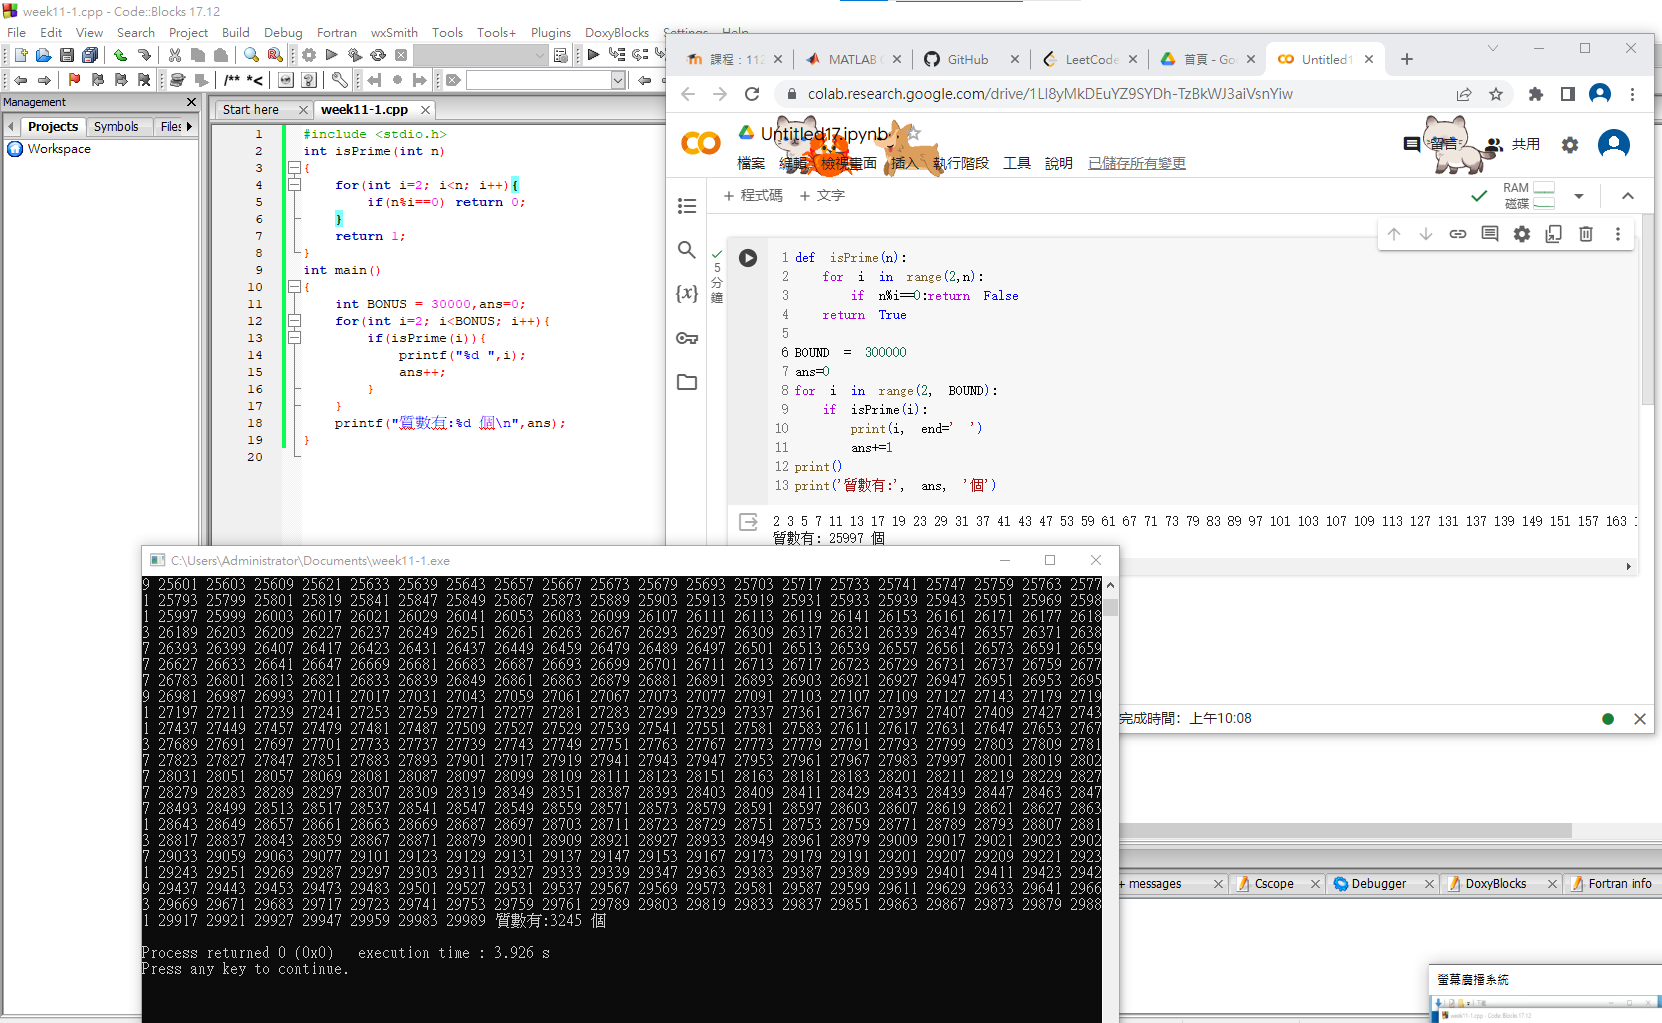 week11-1.cpp - Code::Blocks 17.12
File Edit View Search Project Build Debug Fortran wxSmith Tools Tools+ Plugins DoxyBlocks Settings Help
/** *<
Management
Projects Symbols Files
Workspace
Start here week11-1.cpp
1 #include <stdio.h>
2 int isPrime(int n)
3 {
4 for(int i=2; i<n; i++){
5 if(n%i==0) return 0;
6 }
7 return 1;
8 }
9 int main()
10 {
11 int BONUS = 30000,ans=0;
12 for(int i=2; i<BONUS; i++){
13 if(isPrime(i)){
14 printf("%d ",i);
15 ans++;
16 }
17 }
18 printf("質數有:%d 個\n",ans);
19 }
20
課程 : 112 MATLAB GitHub LeetCode 首頁 - Go Untitled1
colab.research.google.com/drive/1Ll8yMkDEuYZ9SYDh-TzBkWJ3aiVsnYiw
Untitled17.ipynb
檔案 編輯 檢視畫面 插入 執行階段 工具 說明 已儲存所有變更
留言 共用
+ 程式碼 + 文字
RAM
磁碟
5
分
鐘
1 def isPrime(n):
2 for i in range(2,n):
3 if n%i==0:return False
4 return True
5
6 BOUND = 300000
7 ans=0
8 for i in range(2, BOUND):
9 if isPrime(i):
10 print(i, end=' ')
11 ans+=1
12 print()
13 print('質數有:', ans, '個')
2 3 5 7 11 13 17 19 23 29 31 37 41 43 47 53 59 61 67 71 73 79 83 89 97 101 103 107 109 113 127 131 137 139 149 151 157 163
質數有: 25997 個
完成時間: 上午10:08
C:\Users\Administrator\Documents\week11-1.exe
9 25601 25603 25609 25621 25633 25639 25643 25657 25667 25673 25679 25693 25703 25717 25733 25741 25747 25759 25763 2577
1 25793 25799 25801 25819 25841 25847 25849 25867 25873 25889 25903 25913 25919 25931 25933 25939 25943 25951 25969 2598
1 25997 25999 26003 26017 26021 26029 26041 26053 26083 26099 26107 26111 26113 26119 26141 26153 26161 26171 26177 2618
3 26189 26203 26209 26227 26237 26249 26251 26261 26263 26267 26293 26297 26309 26317 26321 26339 26347 26357 26371 2638
7 26393 26399 26407 26417 26423 26431 26437 26449 26459 26479 26489 26497 26501 26513 26539 26557 26561 26573 26591 2659
7 26627 26633 26641 26647 26669 26681 26683 26687 26693 26699 26701 26711 26713 26717 26723 26729 26731 26737 26759 2677
7 26783 26801 26813 26821 26833 26839 26849 26861 26863 26879 26881 26891 26893 26903 26921 26927 26947 26951 26953 2695
9 26981 26987 26993 27011 27017 27031 27043 27059 27061 27067 27073 27077 27091 27103 27107 27109 27127 27143 27179 2719
1 27197 27211 27239 27241 27253 27259 27271 27277 27281 27283 27299 27329 27337 27361 27367 27397 27407 27409 27427 2743
1 27437 27449 27457 27479 27481 27487 27509 27527 27529 27539 27541 27551 27581 27583 27611 27617 27631 27647 27653 2767
3 27689 27691 27697 27701 27733 27737 27739 27743 27749 27751 27763 27767 27773 27779 27791 27793 27799 27803 27809 2781
7 27823 27827 27847 27851 27883 27893 27901 27917 27919 27941 27943 27947 27953 27961 27967 27983 27997 28001 28019 2802
7 28031 28051 28057 28069 28081 28087 28097 28099 28109 28111 28123 28151 28163 28181 28183 28201 28211 28219 28229 2827
7 28279 28283 28289 28297 28307 28309 28319 28349 28351 28387 28393 28403 28409 28411 28429 28433 28439 28447 28463 2847
7 28493 28499 28513 28517 28537 28541 28547 28549 28559 28571 28573 28579 28591 28597 28603 28607 28619 28621 28627 2863
1 28643 28649 28657 28661 28663 28669 28687 28697 28703 28711 28723 28729 28751 28753 28759 28771 28789 28793 28807 2881
3 28817 28837 28843 28859 28867 28871 28879 28901 28909 28921 28927 28933 28949 28961 28979 29009 29017 29021 29023 2902
7 29033 29059 29063 29077 29101 29123 29129 29131 29137 29147 29153 29167 29173 29179 29191 29201 29207 29209 29221 2923
1 29243 29251 29269 29287 29297 29303 29311 29327 29333 29339 29347 29363 29383 29387 29389 29399 29401 29411 29423 2942
9 29437 29443 29453 29473 29483 29501 29527 29531 29537 29567 29569 29573 29581 29587 29599 29611 29629 29633 29641 2966
3 29669 29671 29683 29717 29723 29741 29753 29759 29761 29789 29803 29819 29833 29837 29851 29863 29867 29873 29879 2988
1 29917 29921 29927 29947 29959 29983 29989 質數有:3245 個
Process returned 0 (0x0) execution time : 3.926 s
Press any key to continue.
+ messages Cscope Debugger DoxyBlocks Fortran info
螢幕廣播系統